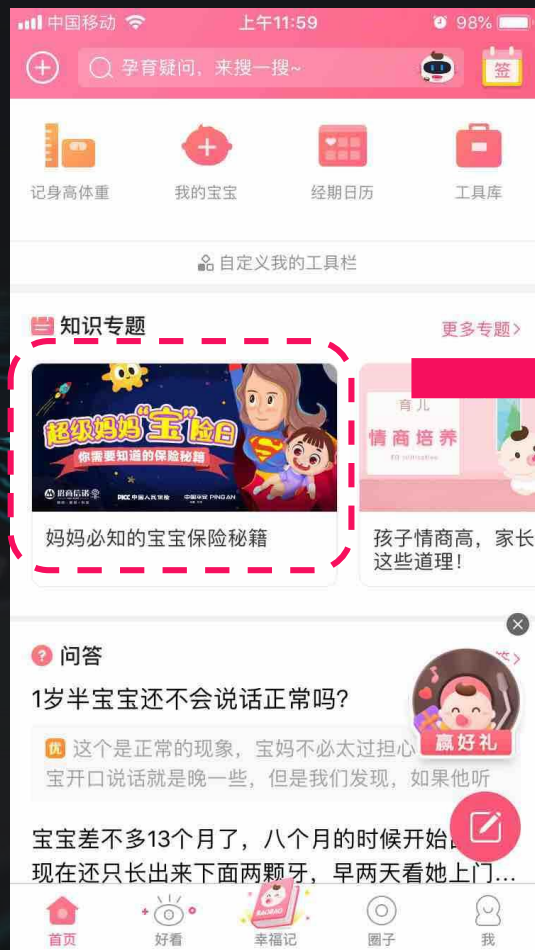 中国移动
上午11:59
98%
孕育疑问，来搜一搜~
签
记身高体重
我的宝宝
经期日历
工具库
自定义我的工具栏
知识专题
更多专题>
超级妈妈“宝”险日
你需要知道的保险秘籍
招商信诺
PICC 中国人民保险
中国平安 PING AN
妈妈必知的宝宝保险秘籍
育儿
情商培养
EQ cultivation
孩子情商高，家长
这些道理！
问答
答>
1岁半宝宝还不会说话正常吗?
优 这个是正常的现象，宝妈不必太过担心
宝开口说话就是晚一些，但是我们发现，如果他听
赢好礼
宝宝差不多13个月了，八个月的时候开始
现在还只长出来下面两颗牙，早两天看她上门...
首页
好看
幸福记
圈子
我